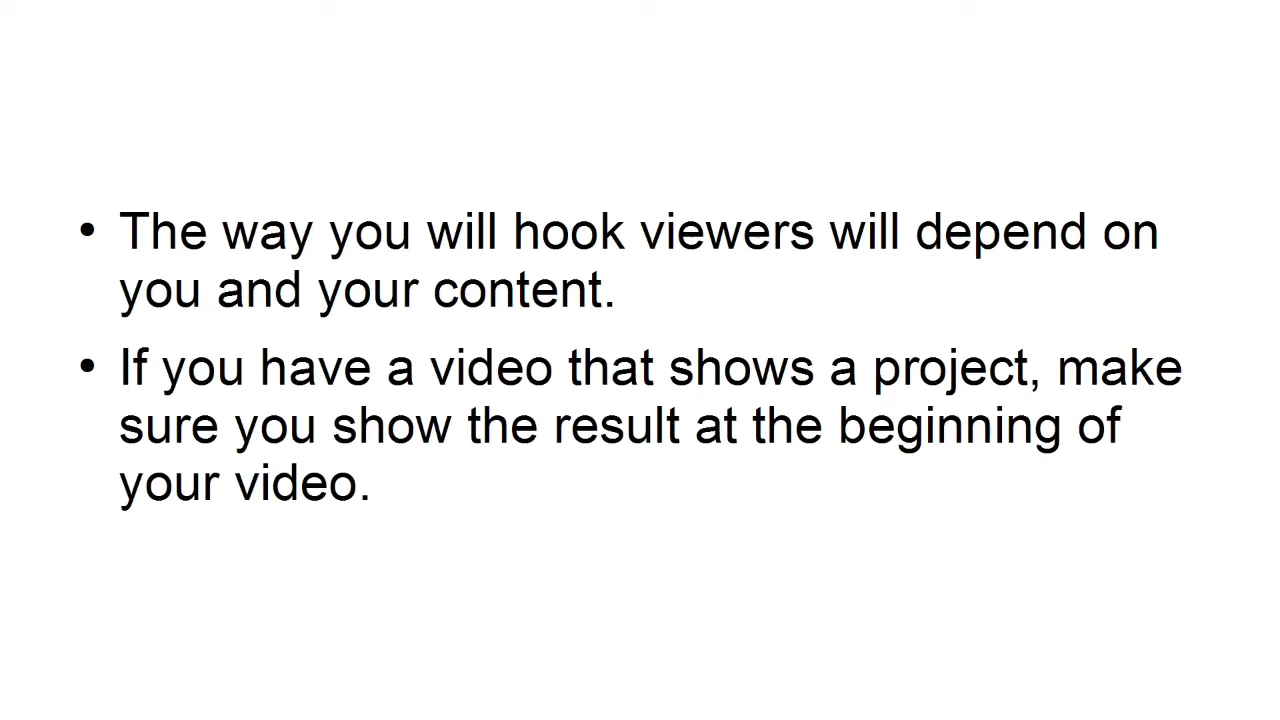 • The way you will hook viewers will depend on
you and your content.
• If you have a video that shows a project, make
sure you show the result at the beginning of
your video.